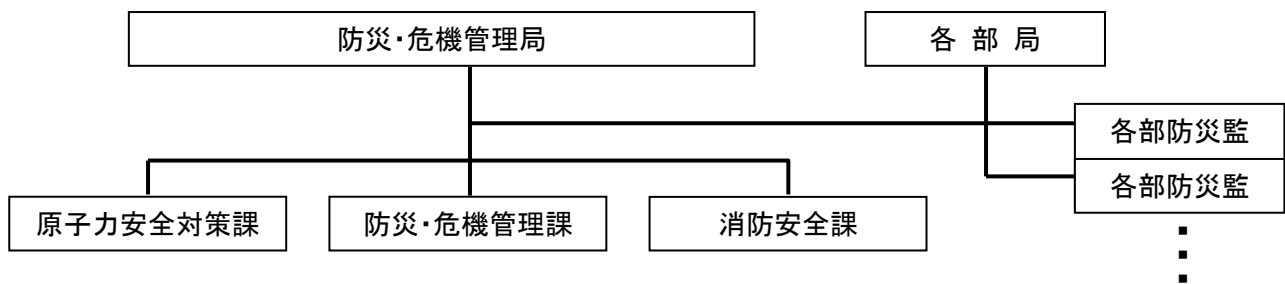 防災・危機管理局
各 部 局
各部防災監
各部防災監
原子力安全対策課
防災・危機管理課
消防安全課